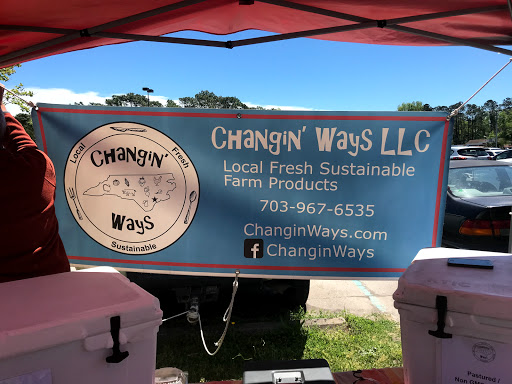 Local
Fresh
CHANGIN'
WAYS
Sustainable
CHANGIN' WAYS LLC
Local Fresh Sustainable
Farm Products
703-967-6535
ChanginWays.com
f ChanginWays
Pastured /